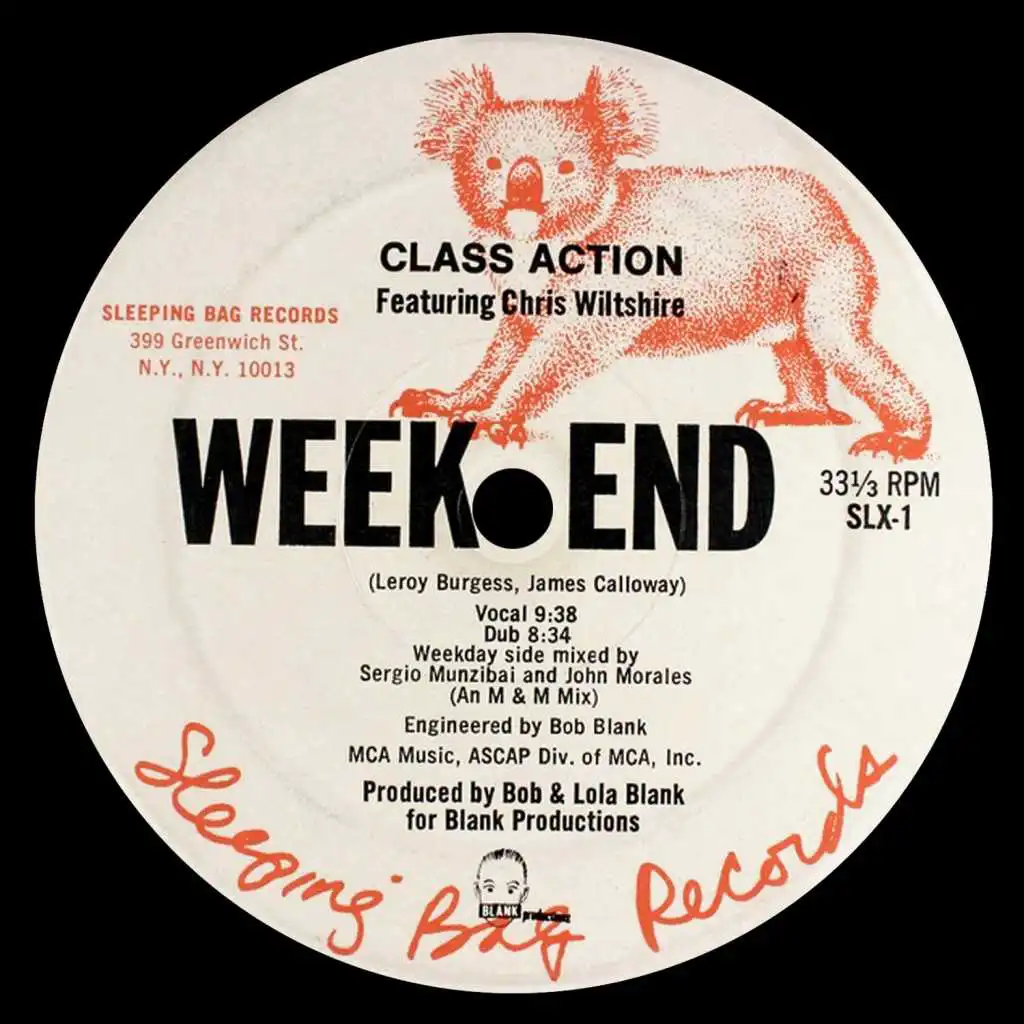 CLASS ACTION
Featuring Chris Wiltshire
SLEEPING BAG RECORDS
399 Greenwich St.
N.Y., N.Y. 10013
WEEK END
33⅓ RPM
SLX-1
(Leroy Burgess, James Calloway)
Vocal 9:38
Dub 8:34
Weekday side mixed by
Sergio Munzibai and John Morales
(An M & M Mix)
Engineered by Bob Blank
MCA Music, ASCAP Div. of MCA, Inc.
Produced by Bob & Lola Blank
for Blank Productions
BLANK productions
Sleeping Bag Records